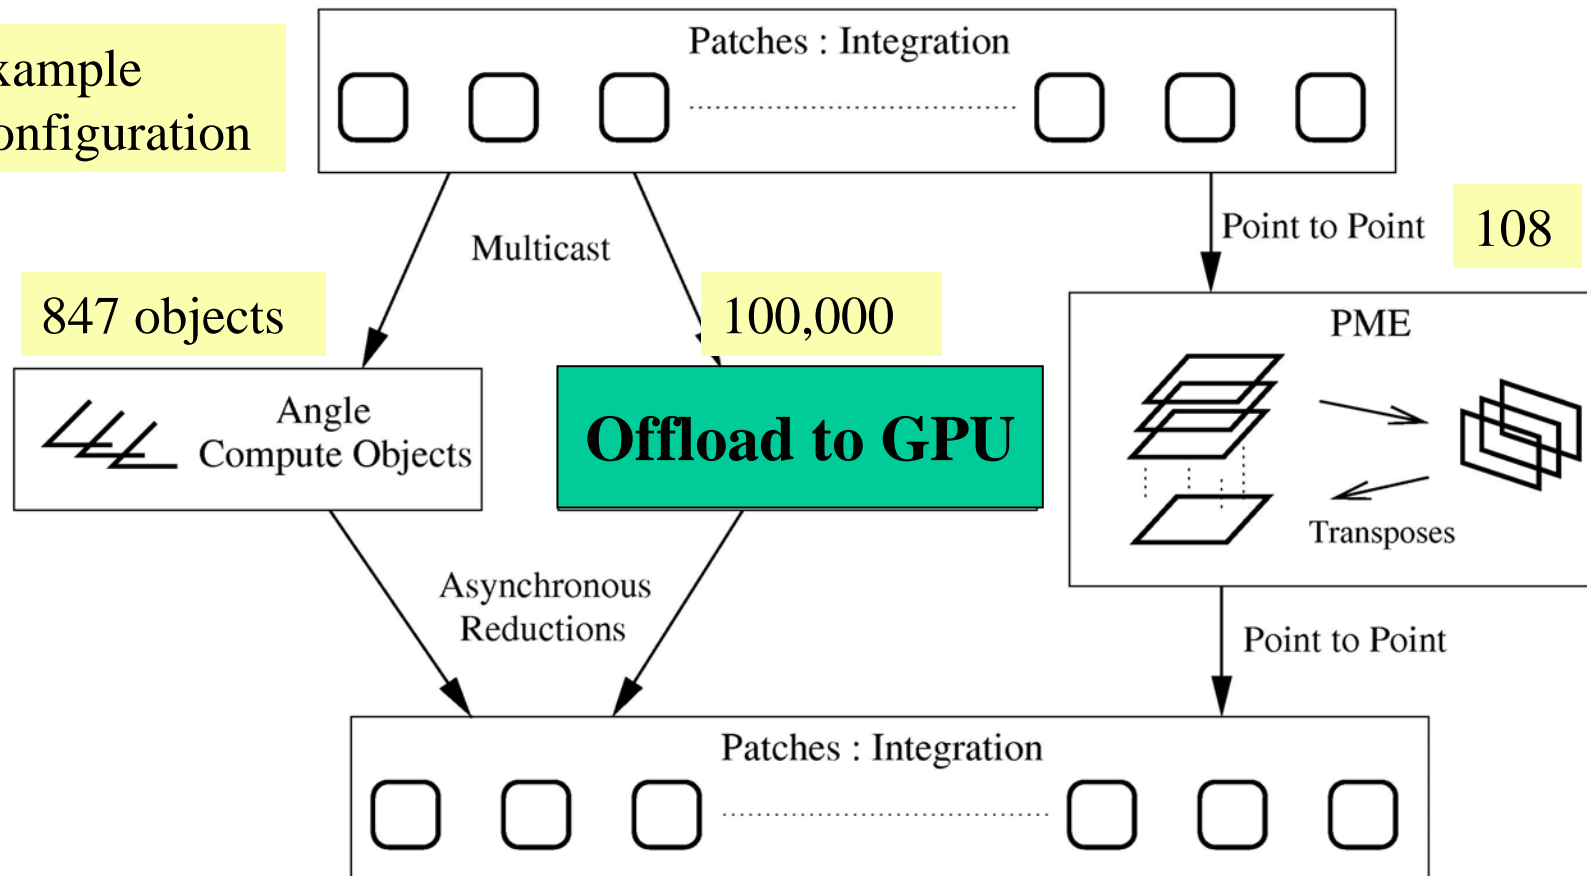 Patches : Integration
xample
onfiguration
Multicast
Point to Point
108
847 objects
100,000
PME
Angle
Compute Objects
Offload to GPU
Transposes
Asynchronous
Reductions
Point to Point
Patches : Integration